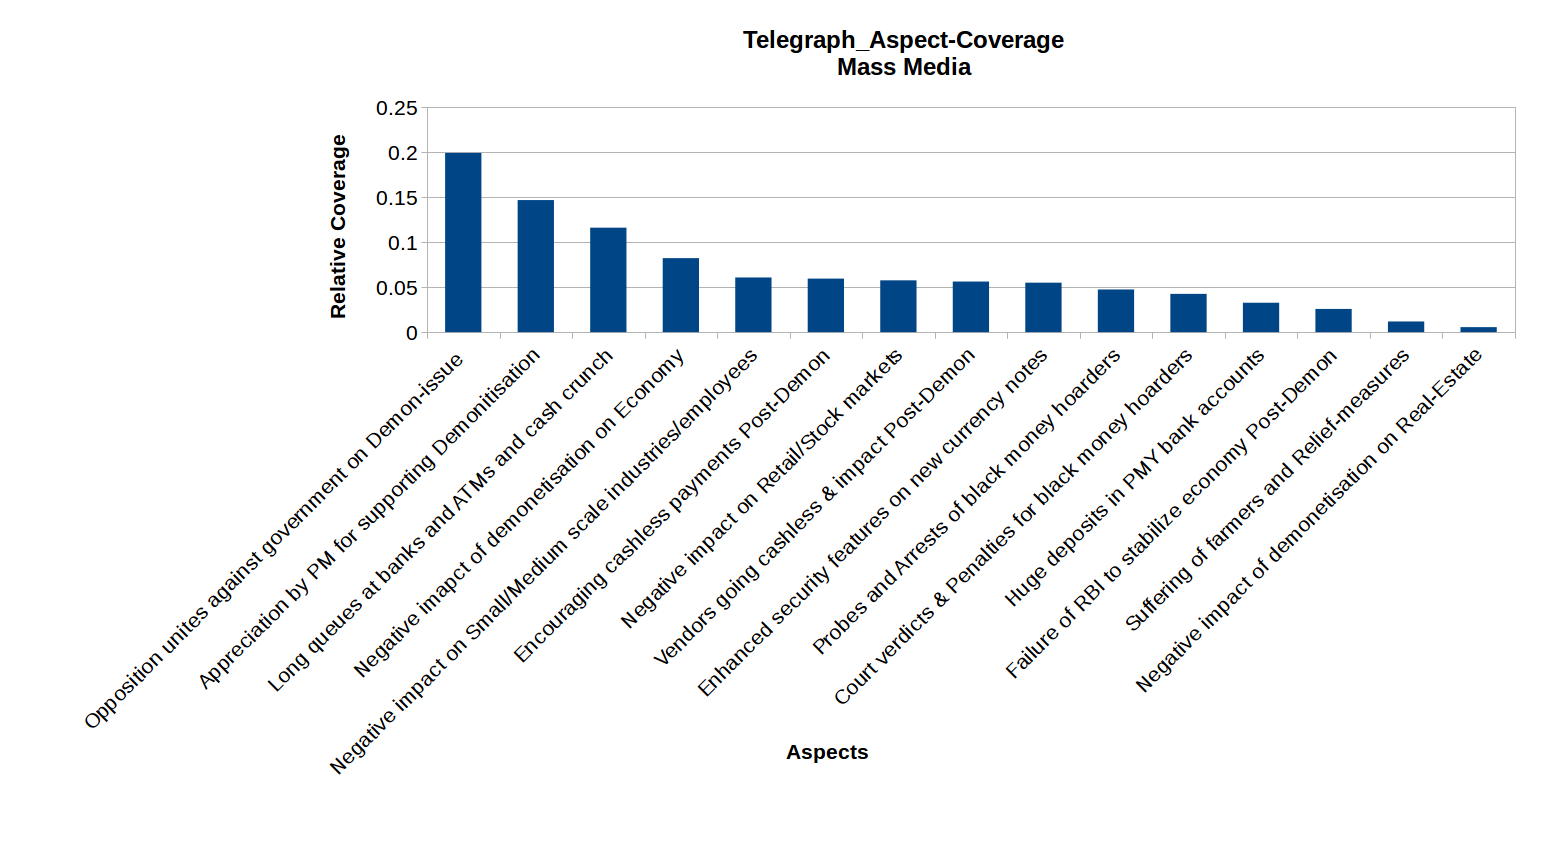 Telegraph_Aspect-Coverage
Mass Media
Relative Coverage
0.25
0.2
0.15
0.1
0.05
0
Opposition unites against government on Demon-issue
Appreciation by PM for supporting Demonitisation
Long queues at banks and ATMs and cash crunch
Negative imapct of demonetisation on Economy
Negative impact on Small/Medium scale industries/employees
Encouraging cashless payments Post-Demon
Negative impact on Retail/Stock markets
Vendors going cashless & impact Post-Demon
Enhanced security features on new currency notes
Probes and Arrests of black money hoarders
Court verdicts & Penalties for black money hoarders
Huge deposits in PMY bank accounts
Failure of RBI to stabilize economy Post-Demon
Suffering of farmers and Relief-measures
Negative impact of demonetisation on Real-Estate
Aspects